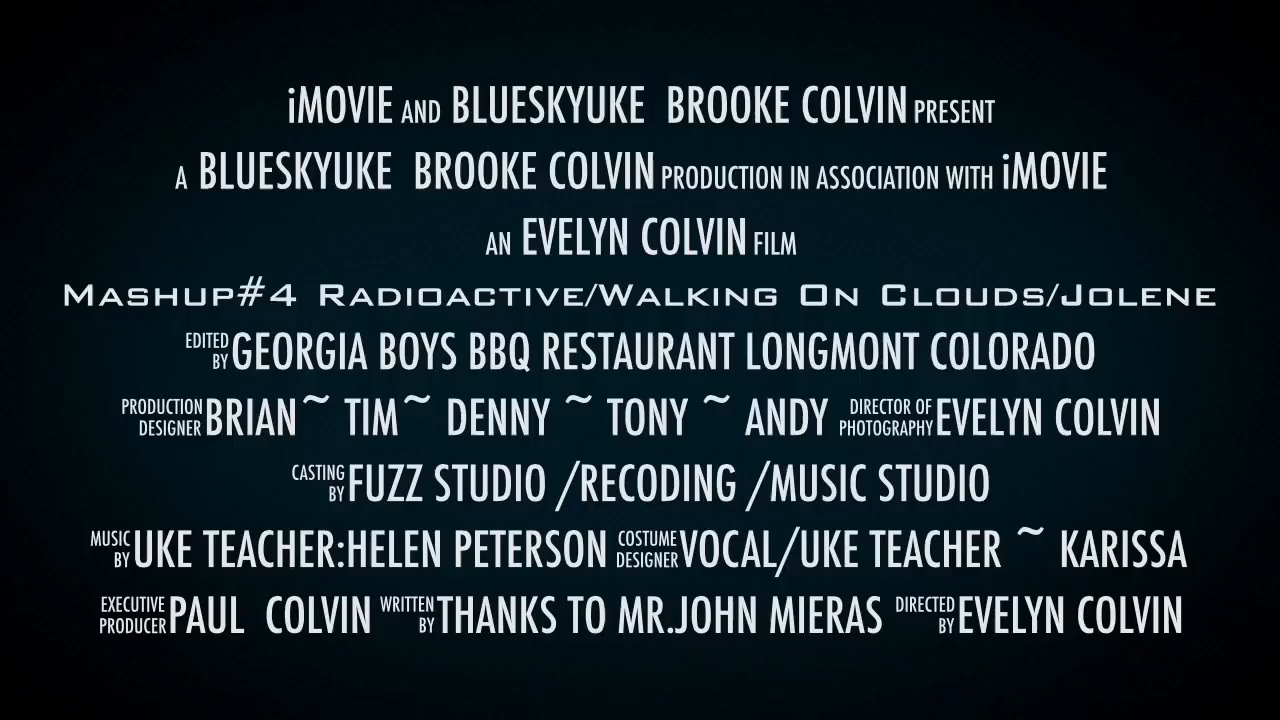 iMOVIE AND BLUESKYUKE BROOKE COLVIN PRESENT
A BLUESKYUKE BROOKE COLVIN PRODUCTION IN ASSOCIATION WITH iMOVIE
AN EVELYN COLVIN FILM
MASHUP#4 RADIOACTIVE/WALKING ON CLOUDS/JOLENE
EDITED BY GEORGIA BOYS BBQ RESTAURANT LONGMONT COLORADO
PRODUCTION DESIGNER BRIAN~ TIM~ DENNY ~ TONY ~ ANDY DIRECTOR OF PHOTOGRAPHY EVELYN COLVIN
CASTING BY FUZZ STUDIO /RECODING /MUSIC STUDIO
MUSIC BY UKE TEACHER:HELEN PETERSON COSTUME DESIGNER VOCAL/UKE TEACHER ~ KARISSA
EXECUTIVE PRODUCER PAUL COLVIN WRITTEN BY THANKS TO MR.JOHN MIERAS DIRECTED BY EVELYN COLVIN